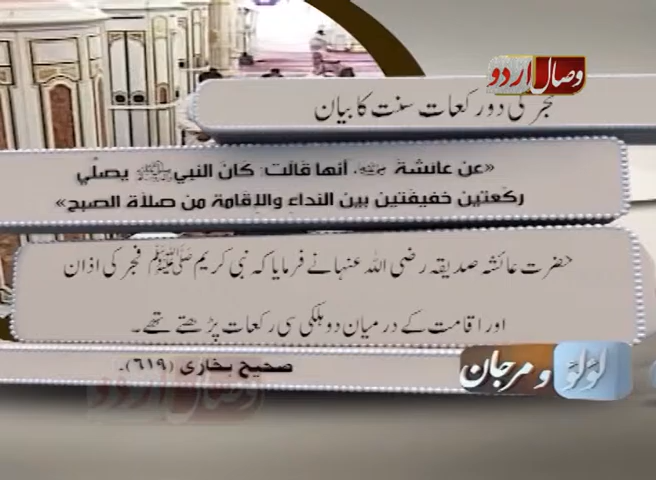 وصال اردو
فجر کی دو رکعات سنت کا بیان
«عن عائشة رضي الله عنها، أنها قالت: كان النبي ﷺ يصلي
ركعتين خفيفتين بين النداء والإقامة من صلاة الصبح»
حضرت عائشہ صدیقہ رضی اللہ عنہا نے فرمایا کہ نبی کریم ﷺ فجر کی اذان
اور اقامت کے درمیان دو ہلکی سی رکعات پڑھتے تھے۔
صحيح بخاری (٦١٩)۔
لؤلؤ و مرجان
وصال اردو